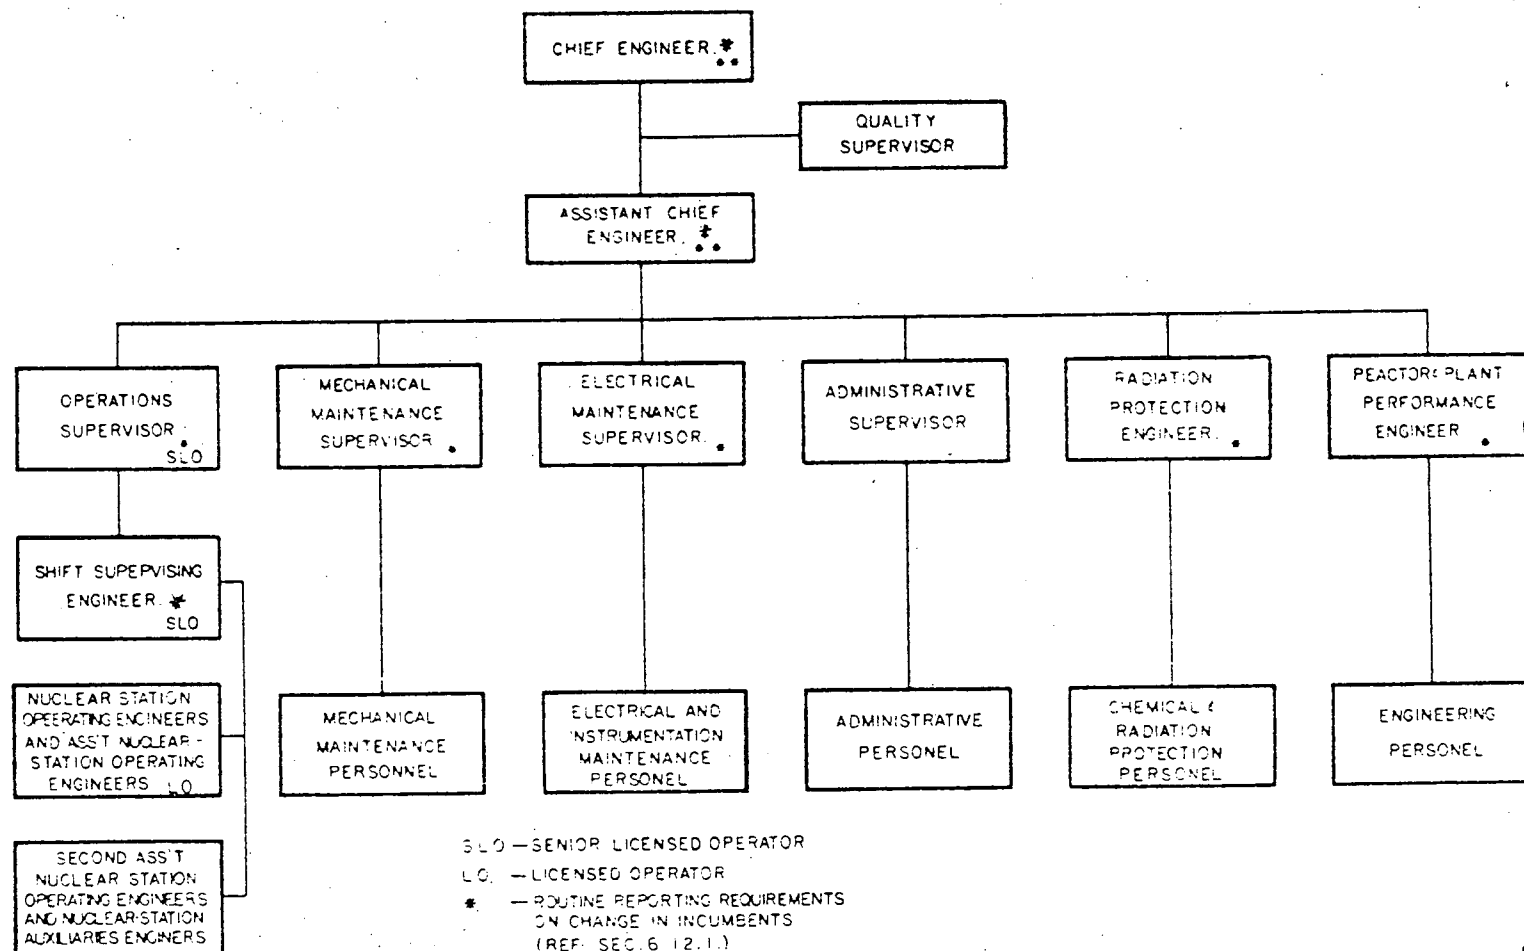 CHIEF ENGINEER. *
QUALITY
SUPERVISOR
ASSISTANT CHIEF
ENGINEER. *
OPERATIONS
SUPERVISOR
SLO
MECHANICAL
MAINTENANCE
SUPERVISOR
ELECTRICAL
MAINTENANCE
SUPERVISOR.
ADMINISTRATIVE
SUPERVISOR
RADIATION
PROTECTION
ENGINEER.
PEACTOR & PLANT
PERFORMANCE
ENGINEER
SHIFT SUPEPVISING
ENGINEER. *
SLO
NUCLEAR STATION
OPEERATING ENGINEERS
AND ASS'T NUCLEAR-
STATION OPERATING
ENGINEERS LO
MECHANICAL
MAINTENANCE
PERSONNEL
ELECTRICAL AND
INSTRUMENTATION
MAINTENANCE
PERSONEL
ADMINISTRATIVE
PERSONEL
CHEMICAL &
RADIATION
PROTECTION
PERSONEL
ENGINEERING
PERSONEL
SECOND ASS'T
NUCLEAR STATION
OPERATING ENGINEERS
AND NUCLEAR-STATION
AUXILIARIES ENGINERS
SLO — SENIOR LICENSED OPERATOR
LO — LICENSED OPERATOR
* — ROUTINE REPORTING REQUIREMENTS
ON CHANGE IN INCUMBENTS
(REF: SEC. 6.12.1.)